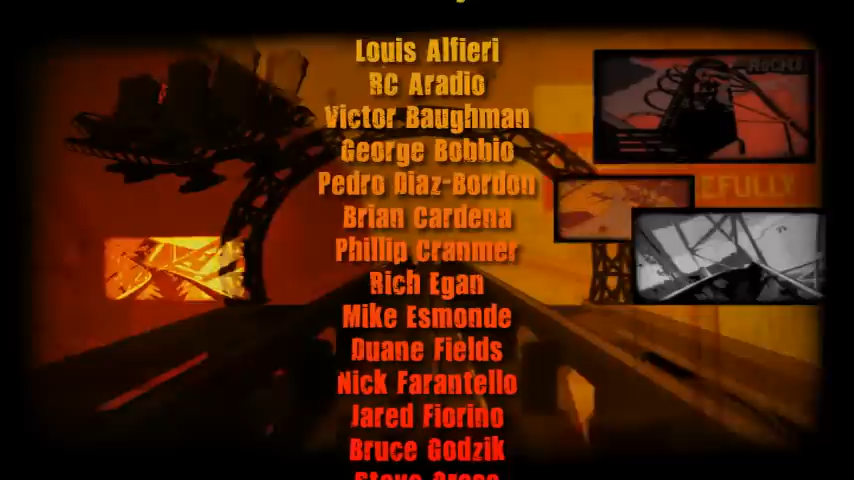 Louis Alfieri
RC Aradio
Victor Baughman
George Bobbio
Pedro Diaz-Bordon
Brian Cardena
Phillip Cranmer
Rich Egan
Mike Esmonde
Duane Fields
Nick Farantello
Jared Fiorino
Bruce Godzik
EFULLY